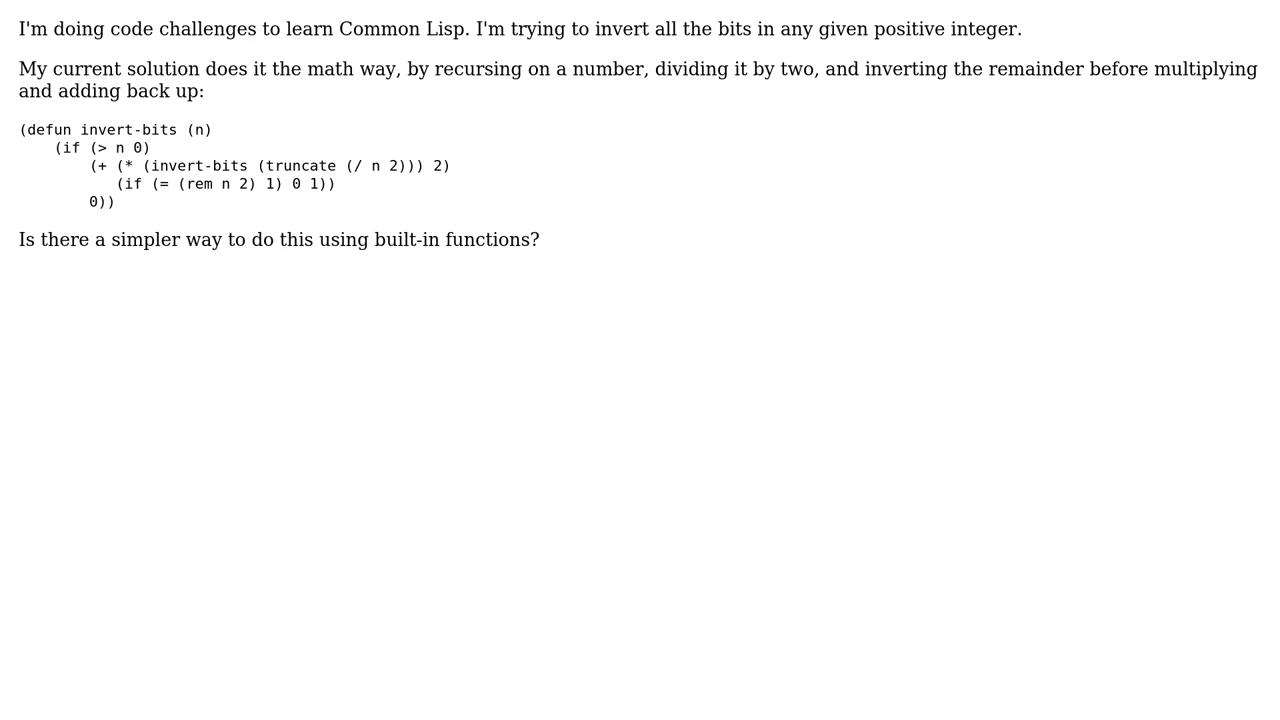 I'm doing code challenges to learn Common Lisp. I'm trying to invert all the bits in any given positive integer.
My current solution does it the math way, by recursing on a number, dividing it by two, and inverting the remainder before multiplying
and adding back up:
(defun invert-bits (n)
    (if (> n 0)
        (+ (* (invert-bits (truncate (/ n 2))) 2)
           (if (= (rem n 2) 1) 0 1))
        0))
Is there a simpler way to do this using built-in functions?